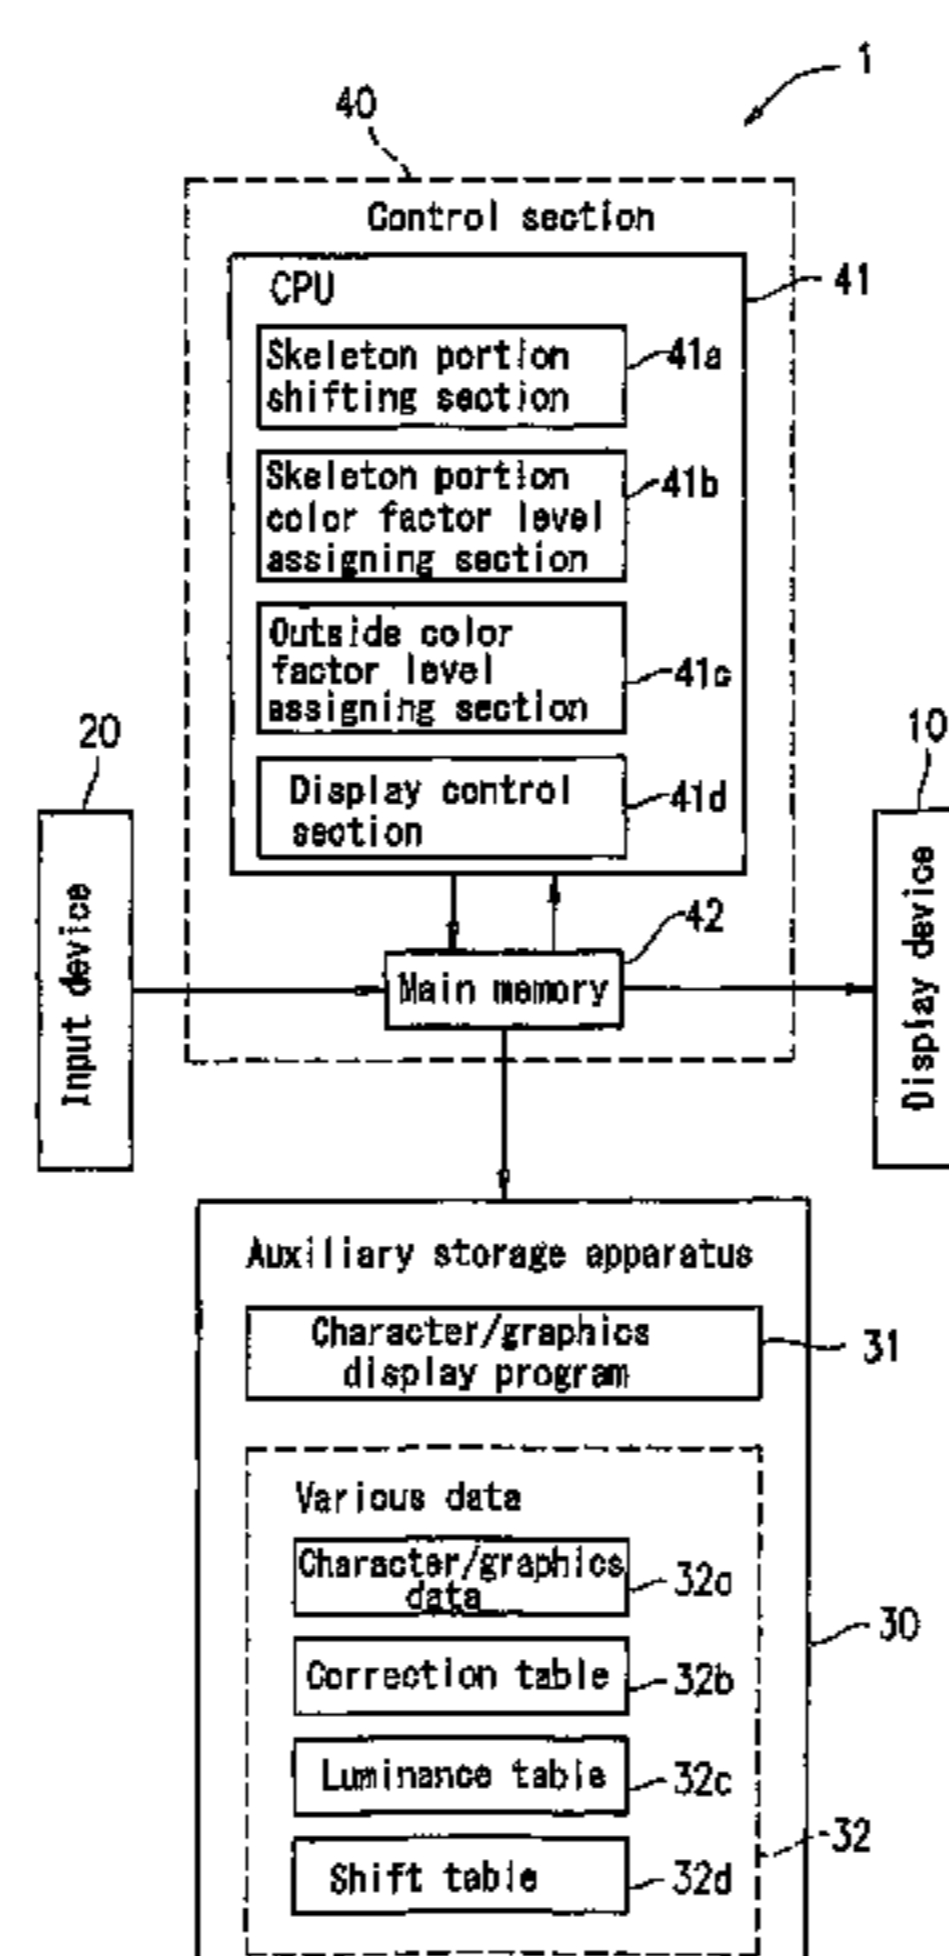 1
40
Control section
CPU
41
Skeleton portion
shifting section
41a
Skeleton portion
color factor level
assigning section
41b
Outside color
factor level
assigning section
41c
Display control
section
41d
20
Input device
10
Display device
42
Main memory
Auxiliary storage apparatus
Character/graphics
display program
31
Various data
Character/graphics
data
32a
30
Correction table
32b
Luminance table
32c
32
Shift table
32d